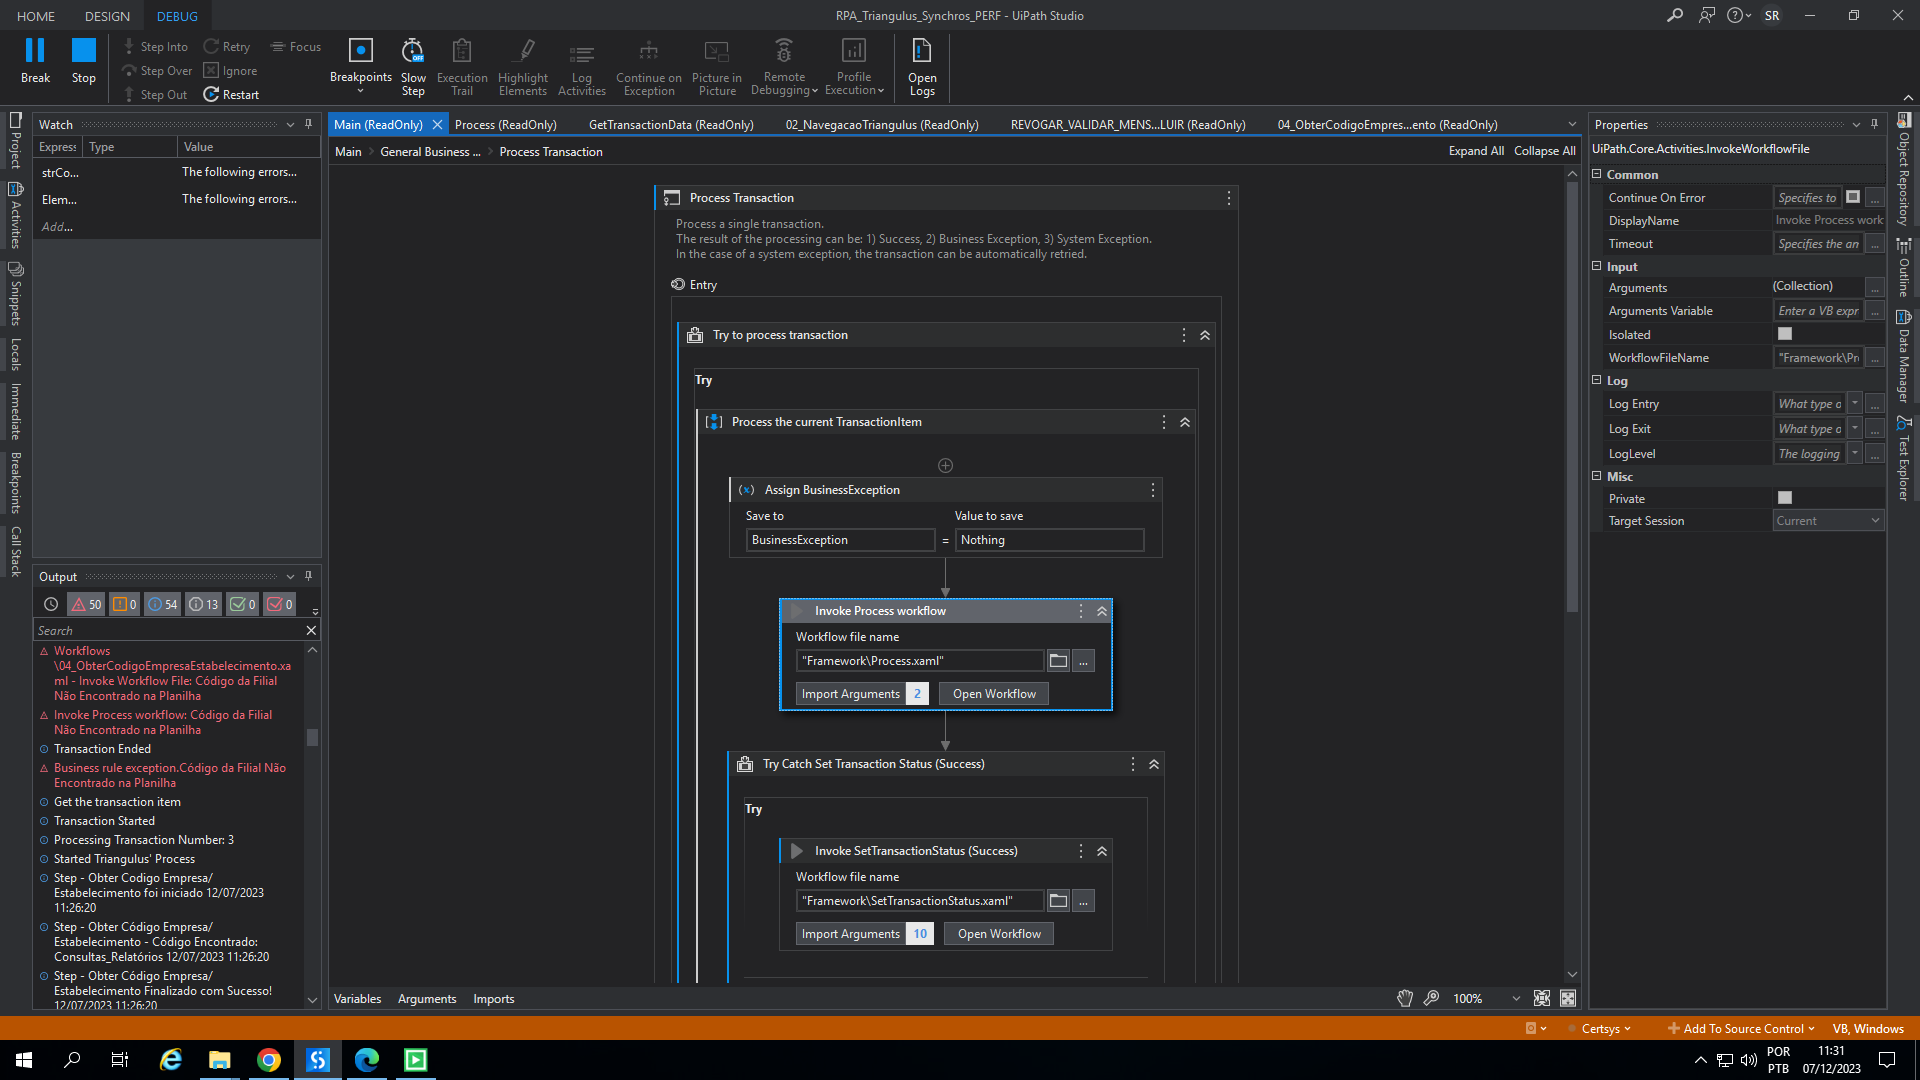 HOME DESIGN DEBUG
RPA_Triangulus_Synchros_PERF - UiPath Studio
SR
Break
Stop
Step Into
Step Over
Step Out
Retry
Ignore
Restart
Focus
Breakpoints
Slow
Step
Execution
Trail
Highlight
Elements
Log
Activities
Continue on
Exception
Picture in
Picture
Remote
Debugging
Profile
Execution
Open
Logs
Project
Activities
Snippets
Locals
Immediate
Breakpoints
Call Stack
Watch
Express Type Value
strCo... The following errors...
Elem... The following errors...
Add...
Output
50 0 54 13 0 0
Search
Workflows
\04_ObterCodigoEmpresaEstabelecimento.xa
ml - Invoke Workflow File: Código da Filial
Não Encontrado na Planilha
Invoke Process workflow: Código da Filial
Não Encontrado na Planilha
Transaction Ended
Business rule exception.Código da Filial Não
Encontrado na Planilha
Get the transaction item
Transaction Started
Processing Transaction Number: 3
Started Triangulus' Process
Step - Obter Codigo Empresa/
Estabelecimento foi iniciado 12/07/2023
11:26:20
Step - Obter Código Empresa/
Estabelecimento - Código Encontrado:
Consultas_Relatórios 12/07/2023 11:26:20
Step - Obter Código Empresa/
Estabelecimento Finalizado com Sucesso!
12/07/2023 11:26:20
Main (ReadOnly) Process (ReadOnly) GetTransactionData (ReadOnly) 02_NavegacaoTriangulus (ReadOnly) REVOGAR_VALIDAR_MENS...LUIR (ReadOnly) 04_ObterCodigoEmpres...ento (ReadOnly)
Main General Business ... Process Transaction
Expand All Collapse All
Process Transaction
Process a single transaction.
The result of the processing can be: 1) Success, 2) Business Exception, 3) System Exception.
In the case of a system exception, the transaction can be automatically retried.
Entry
Try to process transaction
Try
Process the current TransactionItem
(x) Assign BusinessException
Save to Value to save
BusinessException = Nothing
Invoke Process workflow
Workflow file name
"Framework\Process.xaml" ...
Import Arguments 2 Open Workflow
Try Catch Set Transaction Status (Success)
Try
Invoke SetTransactionStatus (Success)
Workflow file name
"Framework\SetTransactionStatus.xaml" ...
Import Arguments 10 Open Workflow
Variables Arguments Imports
100%
Properties
UiPath.Core.Activities.InvokeWorkflowFile
Common
Continue On Error Specifies to ...
DisplayName Invoke Process work
Timeout Specifies the an ...
Input
Arguments (Collection) ...
Arguments Variable Enter a VB expr ...
Isolated
WorkflowFileName "Framework\Pr ...
Log
Log Entry What type o ...
Log Exit What type o ...
LogLevel The logging ...
Misc
Private
Target Session Current
Object Repository
Outline
Data Manager
Test Explorer
Certsys Add To Source Control VB, Windows
POR
PTB
11:31
07/12/2023